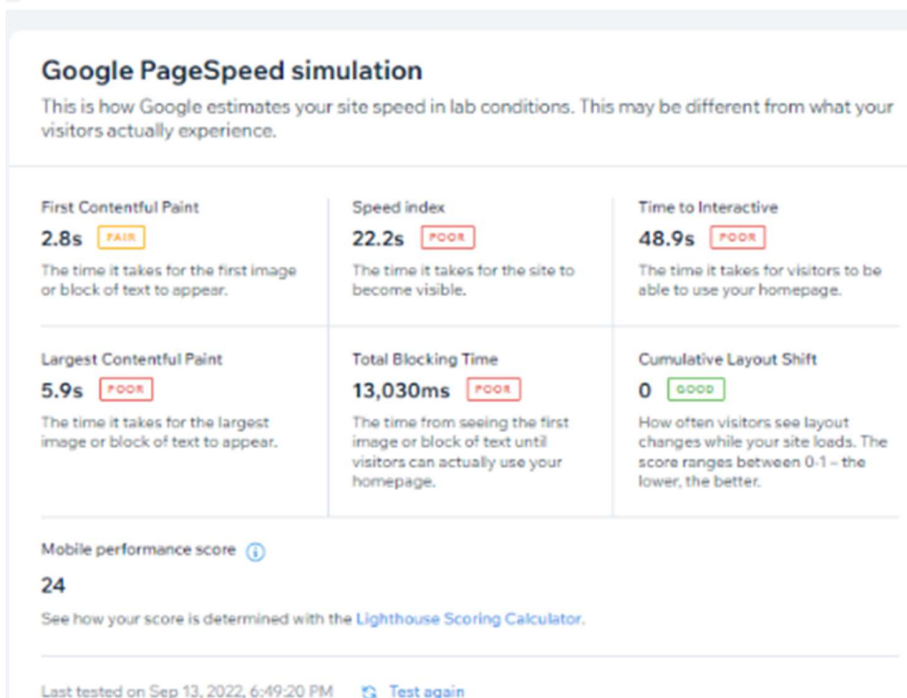 Google PageSpeed simulation
This is how Google estimates your site speed in lab conditions. This may be different from what your
visitors actually experience.
First Contentful Paint
2.8s FAIR
The time it takes for the first image
or block of text to appear.
Speed index
22.2s POOR
The time it takes for the site to
become visible.
Time to Interactive
48.9s POOR
The time it takes for visitors to be
able to use your homepage.
Largest Contentful Paint
5.9s POOR
The time it takes for the largest
image or block of text to appear.
Total Blocking Time
13,030ms POOR
The time from seeing the first
image or block of text until
visitors can actually use your
homepage.
Cumulative Layout Shift
0 GOOD
How often visitors see layout
changes while your site loads. The
score ranges between 0-1 – the
lower, the better.
Mobile performance score
24
See how your score is determined with the Lighthouse Scoring Calculator.
Last tested on Sep 13, 2022, 6:49:20 PM Test again